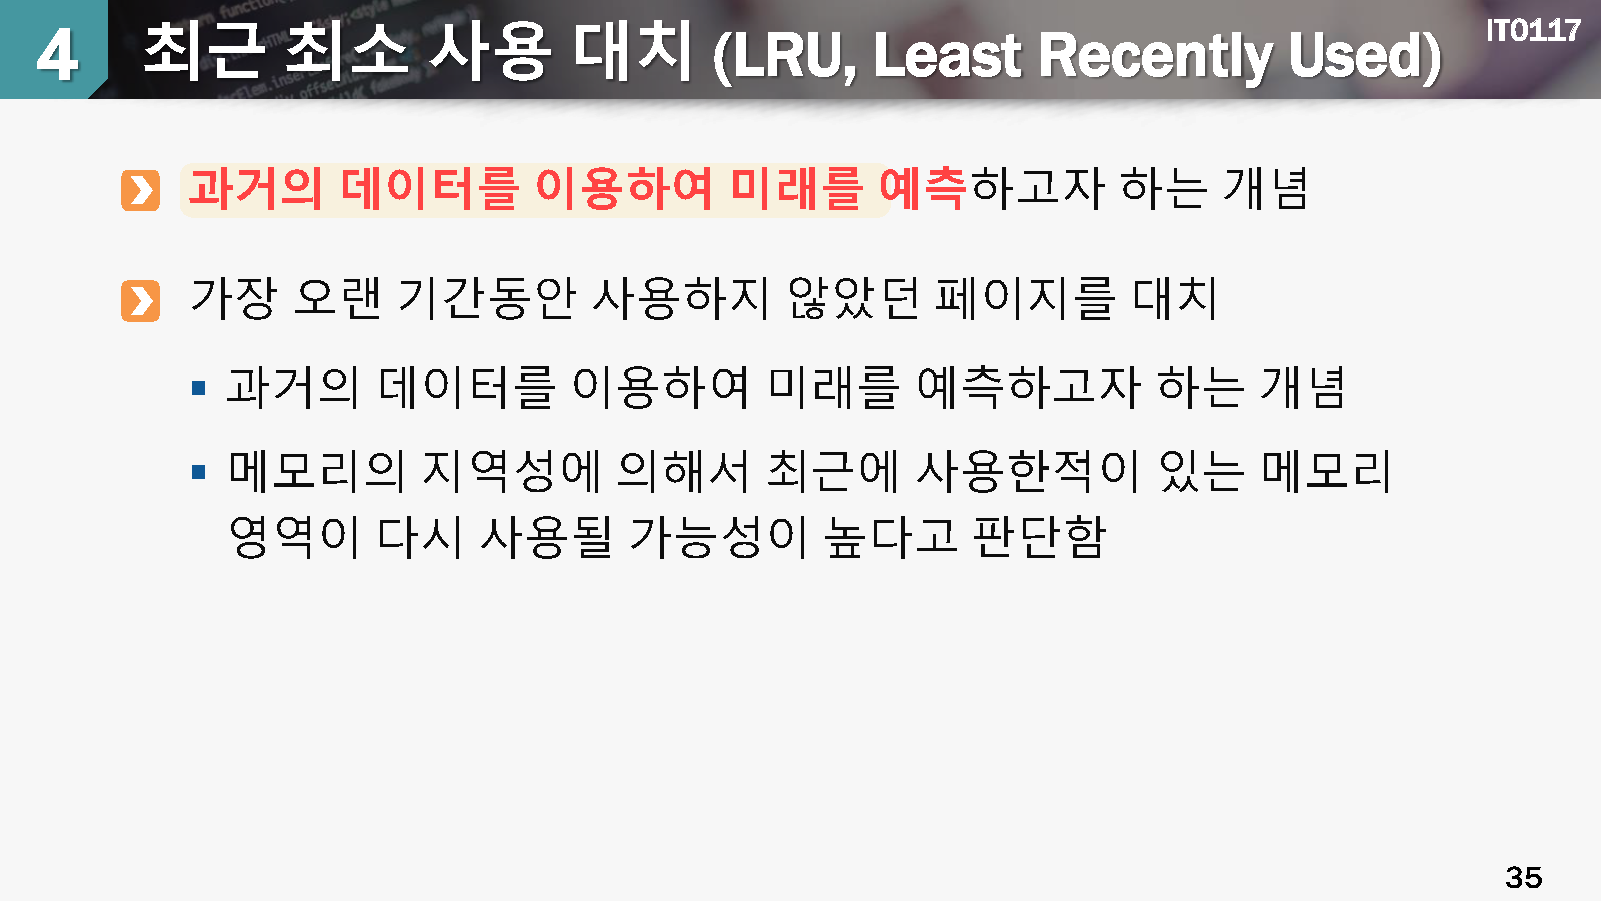 4
최근 최소 사용 대치 (LRU, Least Recently Used)
IT0117
과거의 데이터를 이용하여 미래를 예측하고자 하는 개념
가장 오랜 기간동안 사용하지 않았던 페이지를 대치
▪ 과거의 데이터를 이용하여 미래를 예측하고자 하는 개념
▪ 메모리의 지역성에 의해서 최근에 사용한적이 있는 메모리
영역이 다시 사용될 가능성이 높다고 판단함
35